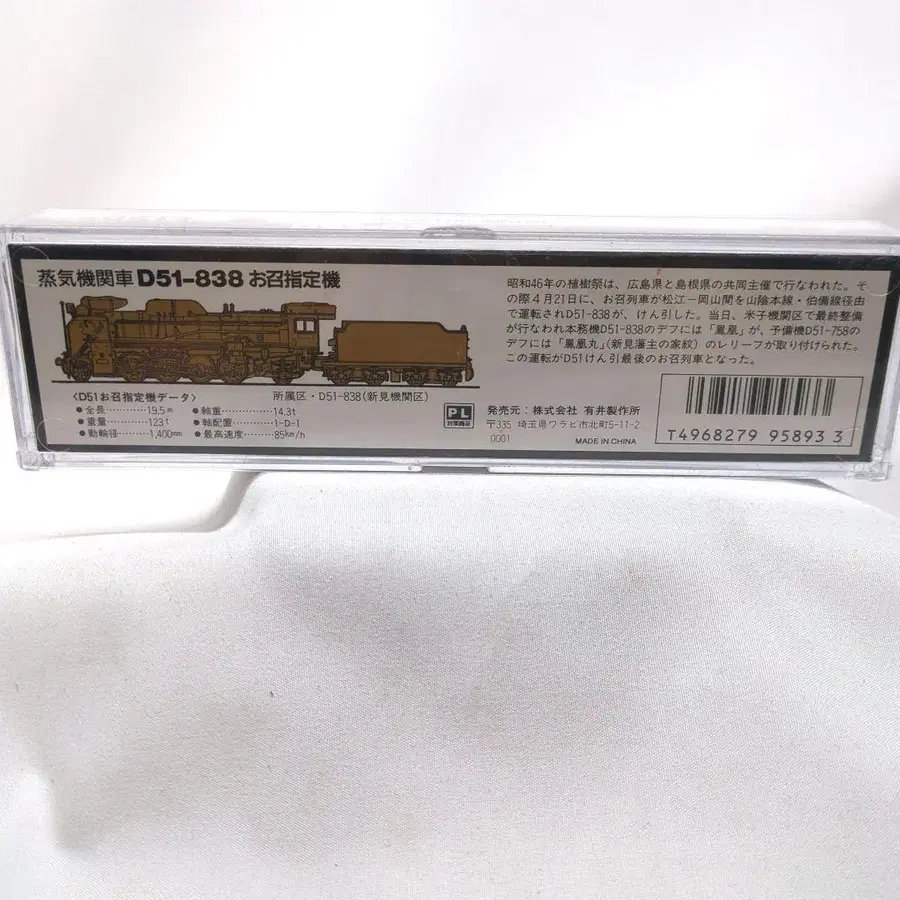 蒸気機関車 D51-838 お召指定機
〈D51お召指定機データ〉
所属区・D51-838(新見機関区)
● 全長………19.5m
● 重量………123t
● 動輪径……1,400mm
● 軸重…………14.3t
● 軸配置………1-D-1
● 最高速度……85km/h
昭和46年の植樹祭は、広島県と島根県の共同主催で行なわれた。そ
の際4月21日に、お召列車が松江－岡山間を山陰本線・伯備線径由
で運転されD51-838が、けん引した。当日、米子機関区で最終整備
が行なわれ本務機D51-838のデフには「鳳凰」が、予備機D51-758の
デフには「鳳凰丸」(新見藩主の家紋)のレリーフが取り付けられた。
この運転がD51けん引最後のお召列車となった。
PL
対策商品
発売元：株式会社 有井製作所
〒335 埼玉県ワラビ市北町5-11-2
0001
MADE IN CHINA
T4968279 95893 3